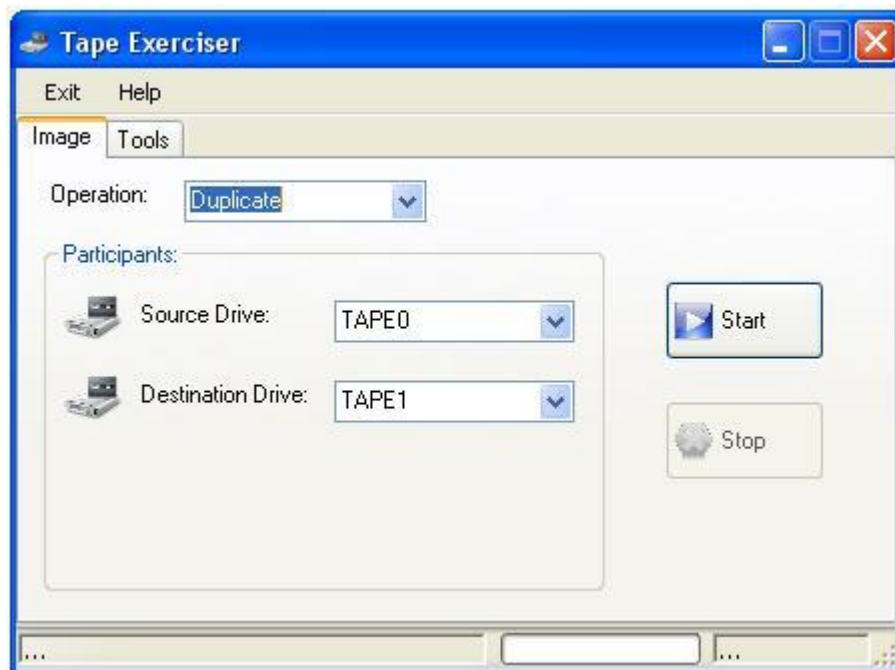 Tape Exerciser
Exit Help
Image Tools
Operation: Duplicate
Participants:
Source Drive: TAPE0
Start
Destination Drive: TAPE1
Stop
... ...